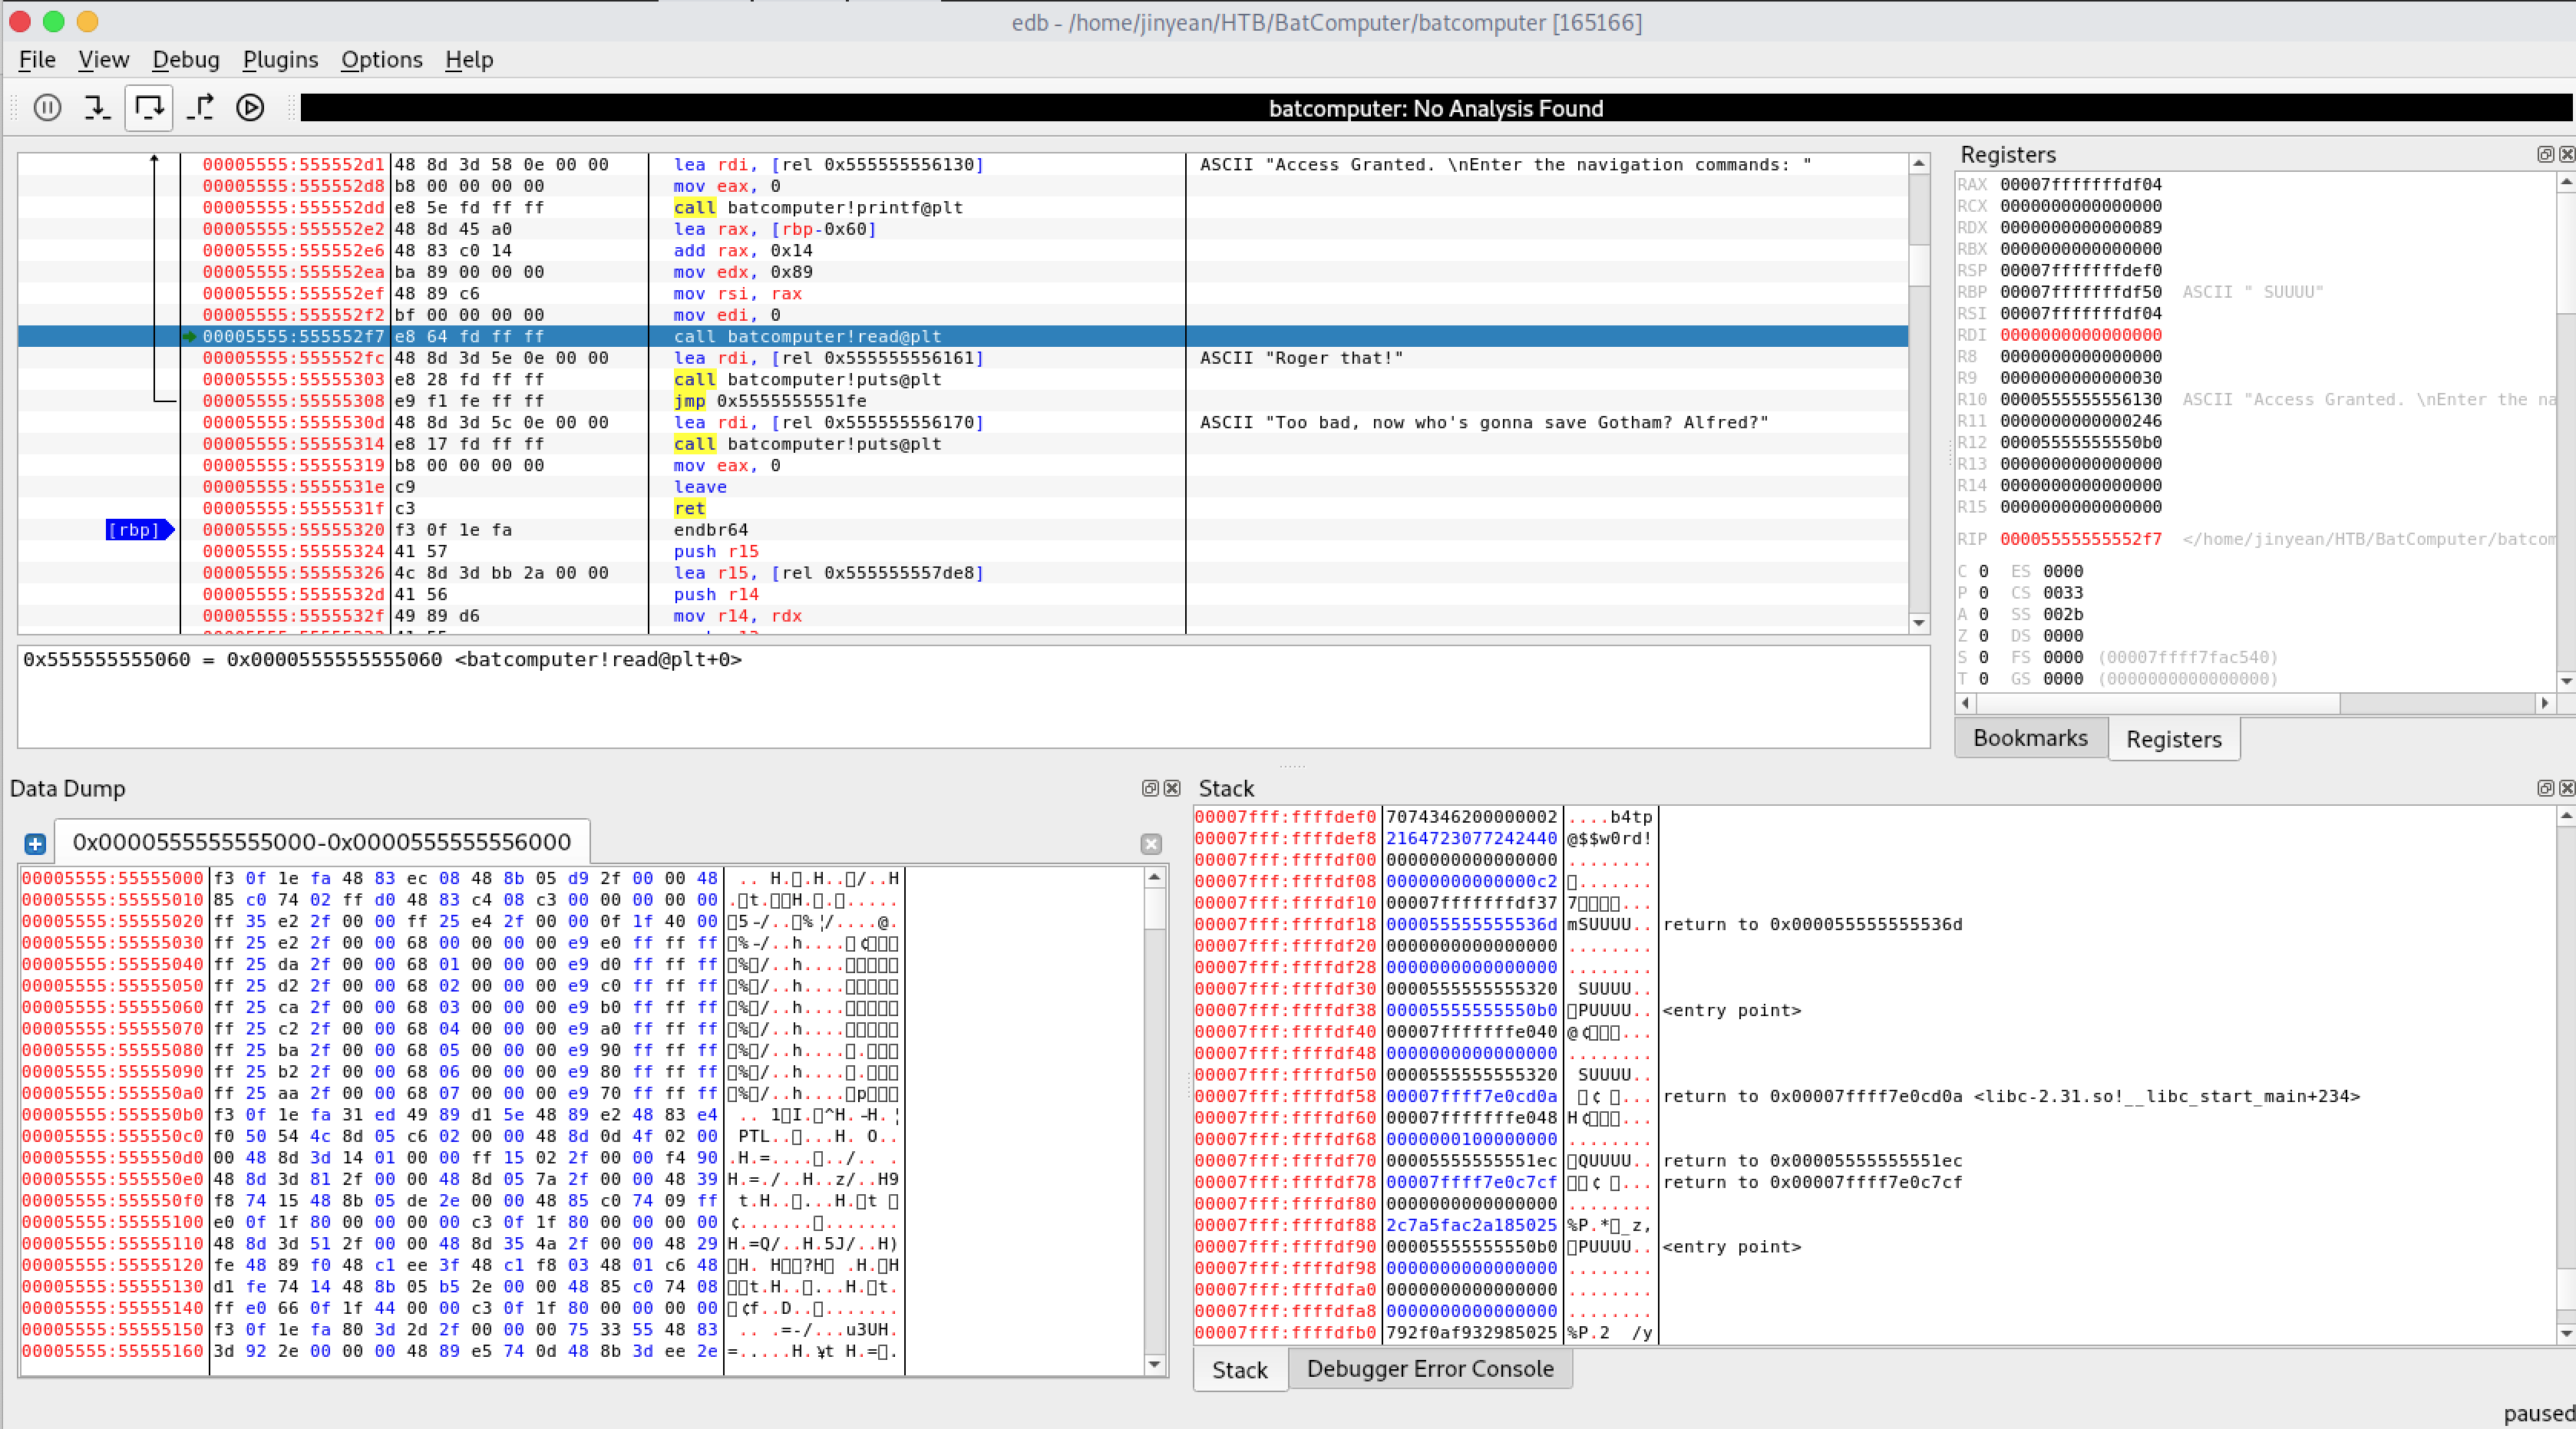 edb - /home/jinyean/HTB/BatComputer/batcomputer [165166]
File View Debug Plugins Options Help
batcomputer: No Analysis Found
00005555:555552d1 48 8d 3d 58 0e 00 00 lea rdi, [rel 0x555555556130] ASCII "Access Granted. \nEnter the navigation commands: "
00005555:555552d8 b8 00 00 00 00 mov eax, 0
00005555:555552dd e8 5e fd ff ff call batcomputer!printf@plt
00005555:555552e2 48 8d 45 a0 lea rax, [rbp-0x60]
00005555:555552e6 48 83 c0 14 add rax, 0x14
00005555:555552ea ba 89 00 00 00 mov edx, 0x89
00005555:555552ef 48 89 c6 mov rsi, rax
00005555:555552f2 bf 00 00 00 00 mov edi, 0
00005555:555552f7 e8 64 fd ff ff call batcomputer!read@plt
00005555:555552fc 48 8d 3d 5e 0e 00 00 lea rdi, [rel 0x555555556161] ASCII "Roger that!"
00005555:55555303 e8 28 fd ff ff call batcomputer!puts@plt
00005555:55555308 e9 f1 fe ff ff jmp 0x5555555551fe
00005555:5555530d 48 8d 3d 5c 0e 00 00 lea rdi, [rel 0x555555556170] ASCII "Too bad, now who's gonna save Gotham? Alfred?"
00005555:55555314 e8 17 fd ff ff call batcomputer!puts@plt
00005555:55555319 b8 00 00 00 00 mov eax, 0
00005555:5555531e c9 leave
00005555:5555531f c3 ret
[rbp] 00005555:55555320 f3 0f 1e fa endbr64
00005555:55555324 41 57 push r15
00005555:55555326 4c 8d 3d bb 2a 00 00 lea r15, [rel 0x555555557de8]
00005555:5555532d 41 56 push r14
00005555:5555532f 49 89 d6 mov r14, rdx
0x555555555060 = 0x0000555555555060 <batcomputer!read@plt+0>
Registers
RAX 00007fffffffdf04
RCX 0000000000000000
RDX 0000000000000089
RBX 0000000000000000
RSP 00007fffffffdef0
RBP 00007fffffffdf50 ASCII " SUUUU"
RSI 00007fffffffdf04
RDI 0000000000000000
R8 0000000000000000
R9 0000000000000030
R10 0000555555556130 ASCII "Access Granted. \nEnter the na
R11 0000000000000246
R12 00005555555550b0
R13 0000000000000000
R14 0000000000000000
R15 0000000000000000
RIP 00005555555552f7 </home/jinyean/HTB/BatComputer/batcom
C 0 ES 0000
P 0 CS 0033
A 0 SS 002b
Z 0 DS 0000
S 0 FS 0000 (00007ffff7fac540)
T 0 GS 0000 (0000000000000000)
Bookmarks Registers
Data Dump
0x0000555555555000-0x0000555555556000
00005555:55555000 f3 0f 1e fa 48 83 ec 08 48 8b 05 d9 2f 00 00 48
00005555:55555010 85 c0 74 02 ff d0 48 83 c4 08 c3 00 00 00 00 00
00005555:55555020 ff 35 e2 2f 00 00 ff 25 e4 2f 00 00 0f 1f 40 00
00005555:55555030 ff 25 e2 2f 00 00 68 00 00 00 00 e9 e0 ff ff ff
00005555:55555040 ff 25 da 2f 00 00 68 01 00 00 00 e9 d0 ff ff ff
00005555:55555050 ff 25 d2 2f 00 00 68 02 00 00 00 e9 c0 ff ff ff
00005555:55555060 ff 25 ca 2f 00 00 68 03 00 00 00 e9 b0 ff ff ff
00005555:55555070 ff 25 c2 2f 00 00 68 04 00 00 00 e9 a0 ff ff ff
00005555:55555080 ff 25 ba 2f 00 00 68 05 00 00 00 e9 90 ff ff ff
00005555:55555090 ff 25 b2 2f 00 00 68 06 00 00 00 e9 80 ff ff ff
00005555:555550a0 ff 25 aa 2f 00 00 68 07 00 00 00 e9 70 ff ff ff
00005555:555550b0 f3 0f 1e fa 31 ed 49 89 d1 5e 48 89 e2 48 83 e4
00005555:555550c0 f0 50 54 4c 8d 05 c6 02 00 00 48 8d 0d 4f 02 00
00005555:555550d0 00 48 8d 3d 14 01 00 00 ff 15 02 2f 00 00 f4 90
00005555:555550e0 48 8d 3d 81 2f 00 00 48 8d 05 7a 2f 00 00 48 39
00005555:555550f0 f8 74 15 48 8b 05 de 2e 00 00 48 85 c0 74 09 ff
00005555:55555100 e0 0f 1f 80 00 00 00 00 c3 0f 1f 80 00 00 00 00
00005555:55555110 48 8d 3d 51 2f 00 00 48 8d 35 4a 2f 00 00 48 29
00005555:55555120 fe 48 89 f0 48 c1 ee 3f 48 c1 f8 03 48 01 c6 48
00005555:55555130 d1 fe 74 14 48 8b 05 b5 2e 00 00 48 85 c0 74 08
00005555:55555140 ff e0 66 0f 1f 44 00 00 c3 0f 1f 80 00 00 00 00
00005555:55555150 f3 0f 1e fa 80 3d 2d 2f 00 00 00 75 33 55 48 83
00005555:55555160 3d 92 2e 00 00 00 48 89 e5 74 0d 48 8b 3d ee 2e
Stack
00007fff:ffffdef0 7074346200000002 ....b4tp
00007fff:ffffdef8 2164723077242440 @$$w0rd!
00007fff:ffffdf00 0000000000000000 ........
00007fff:ffffdf08 00000000000000c2
00007fff:ffffdf10 00007fffffffdf37
00007fff:ffffdf18 000055555555536d mSUUUU.. return to 0x000055555555536d
00007fff:ffffdf20 0000000000000000 ........
00007fff:ffffdf28 0000000000000000 ........
00007fff:ffffdf30 0000555555555320 SUUUU..
00007fff:ffffdf38 00005555555550b0 PUUUU.. <entry point>
00007fff:ffffdf40 00007fffffffe040
00007fff:ffffdf48 0000000000000000 ........
00007fff:ffffdf50 0000555555555320 SUUUU..
00007fff:ffffdf58 00007ffff7e0cd0a return to 0x00007ffff7e0cd0a <libc-2.31.so!__libc_start_main+234>
00007fff:ffffdf60 00007fffffffe048
00007fff:ffffdf68 0000000100000000 ........
00007fff:ffffdf70 00005555555551ec QUUUU.. return to 0x00005555555551ec
00007fff:ffffdf78 00007ffff7e0c7cf return to 0x00007ffff7e0c7cf
00007fff:ffffdf80 0000000000000000 ........
00007fff:ffffdf88 2c7a5fac2a185025
00007fff:ffffdf90 00005555555550b0 PUUUU.. <entry point>
00007fff:ffffdf98 0000000000000000 ........
00007fff:ffffdfa0 0000000000000000 ........
00007fff:ffffdfa8 0000000000000000 ........
00007fff:ffffdfb0 792f0af932985025 %P.2 /y
Stack Debugger Error Console
paused